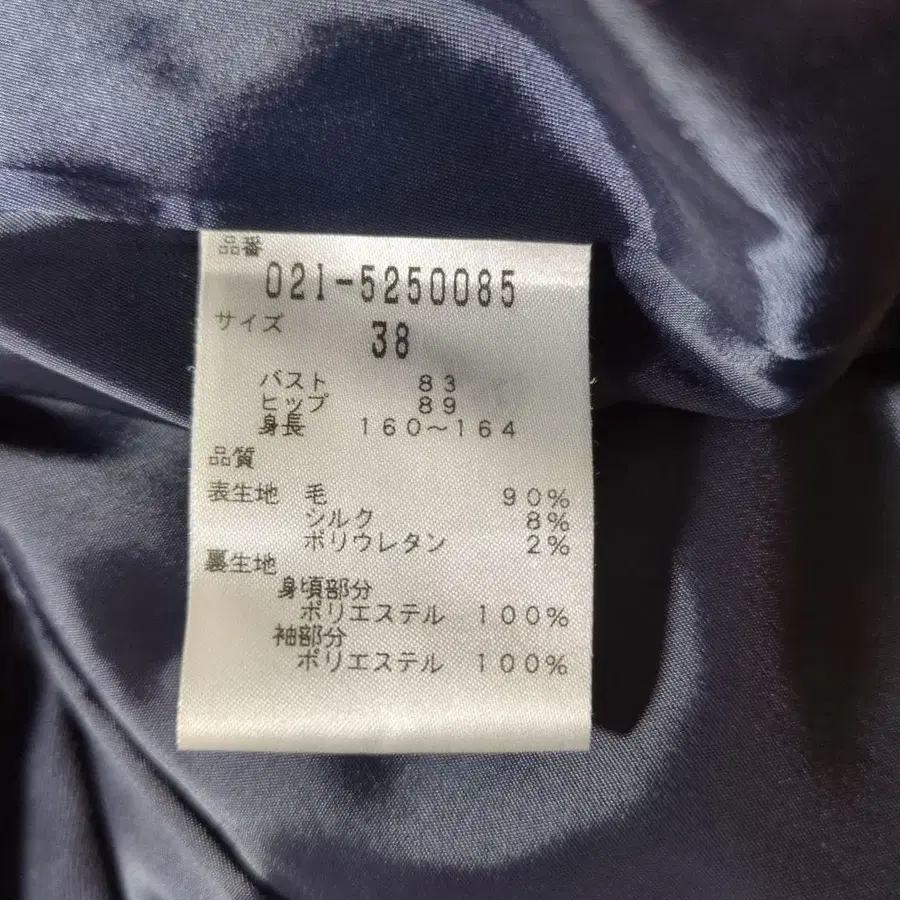 品番
021-5250085
サイズ
38
バスト 83
ヒップ 89
身長 160～164
品質
表生地 毛 90%
シルク 8%
ポリウレタン 2%
裏生地
身頃部分
ポリエステル 100%
袖部分
ポリエステル 100%